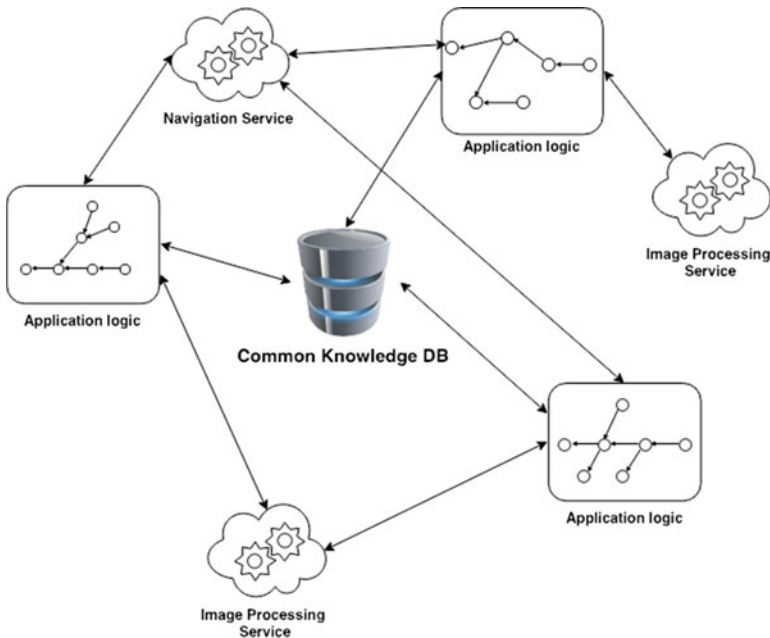 Navigation Service
Application logic
Image Processing
Service
Application logic
Common Knowledge DB
Application logic
Image Processing
Service